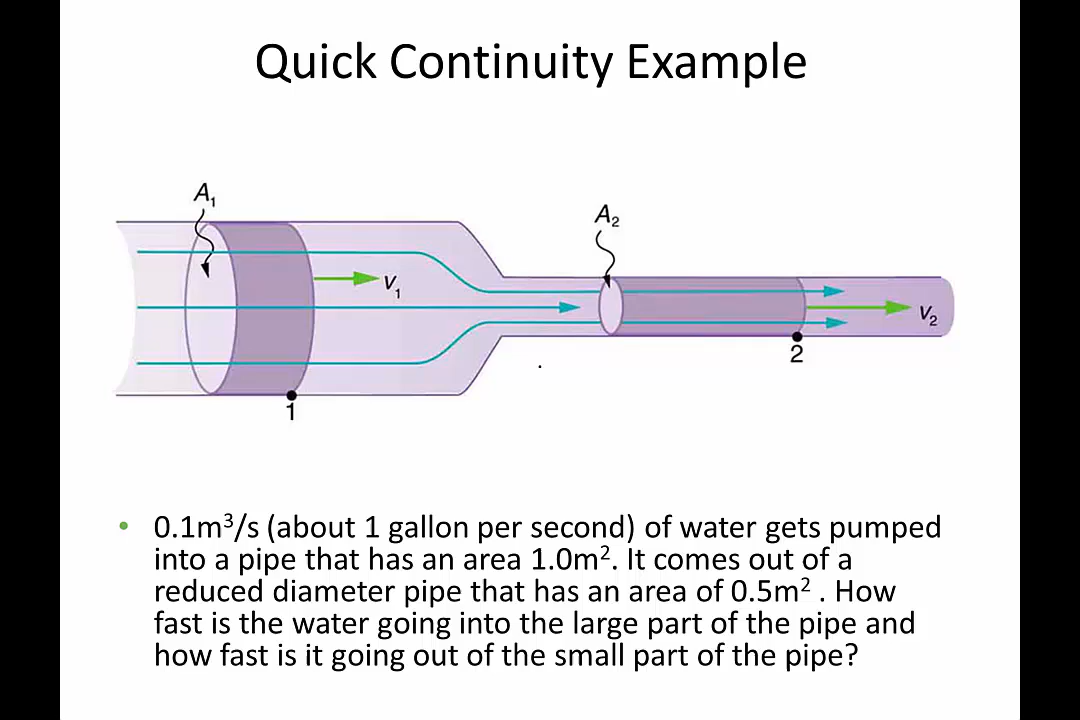 Quick Continuity Example
A₁
A₂
v₁
v₂
1
2
• 0.1m³/s (about 1 gallon per second) of water gets pumped
into a pipe that has an area 1.0m². It comes out of a
reduced diameter pipe that has an area of 0.5m² . How
fast is the water going into the large part of the pipe and
how fast is it going out of the small part of the pipe?